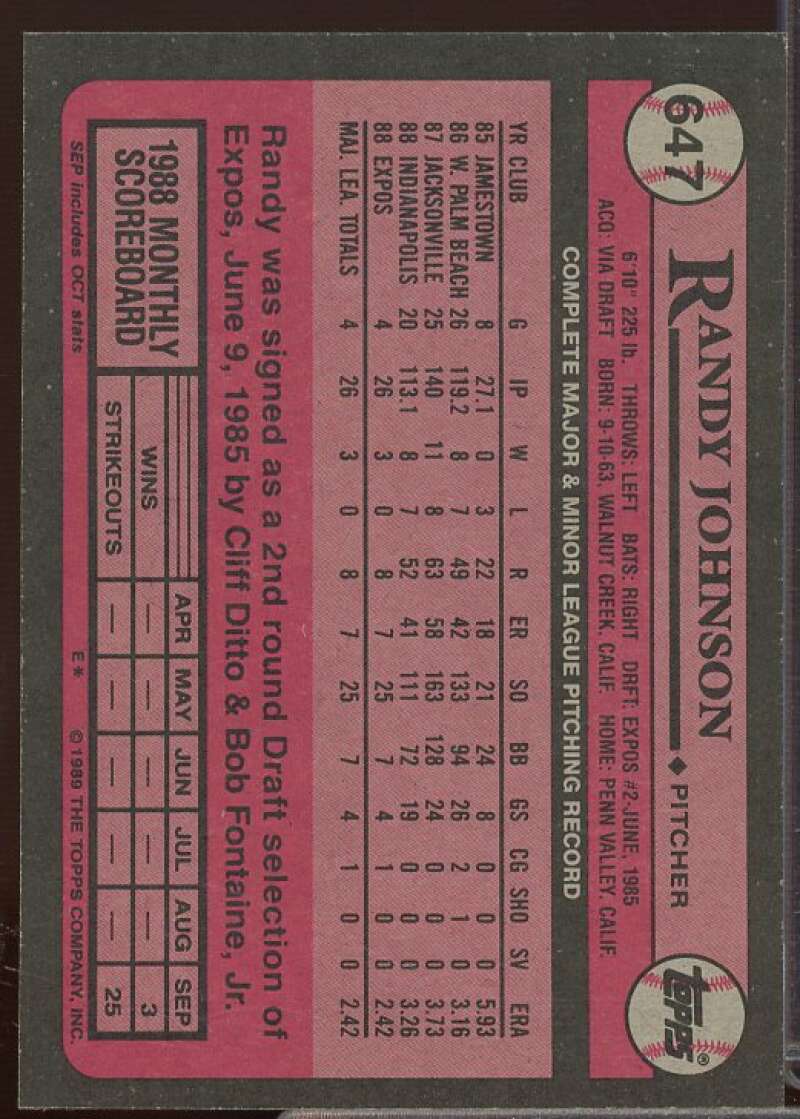 647
RANDY JOHNSON ◆ PITCHER
topps®
6'10" 225 lb. THROWS: LEFT BATS: RIGHT DRFT: EXPOS #2-JUNE, 1985
ACQ: VIA DRAFT BORN: 9-10-63, WALNUT CREEK, CALIF. HOME: PENN VALLEY, CALIF.
COMPLETE MAJOR & MINOR LEAGUE PITCHING RECORD
YR CLUB G IP W L R ER SO BB GS CG SHO SV ERA
85 JAMESTOWN 8 27.1 0 3 22 18 21 24 8 0 0 0 5.93
86 W. PALM BEACH 26 119.2 8 7 49 42 133 94 26 2 1 0 3.16
87 JACKSONVILLE 25 140 11 8 63 58 163 128 24 0 0 0 3.73
88 INDIANAPOLIS 20 113.1 8 7 52 41 111 72 19 0 0 0 3.26
88 EXPOS 4 26 3 0 8 7 25 7 4 1 0 0 2.42
MAJ. LEA. TOTALS 4 26 3 0 8 7 25 7 4 1 0 0 2.42
Randy was signed as a 2nd round Draft selection of
Expos, June 9, 1985 by Cliff Ditto & Bob Fontaine, Jr.
1988 MONTHLY
SCOREBOARD
APR MAY JUN JUL AUG SEP
WINS — — — — — 3
STRIKEOUTS — — — — — 25
SEP includes OCT stats
E* © 1989 THE TOPPS COMPANY, INC.